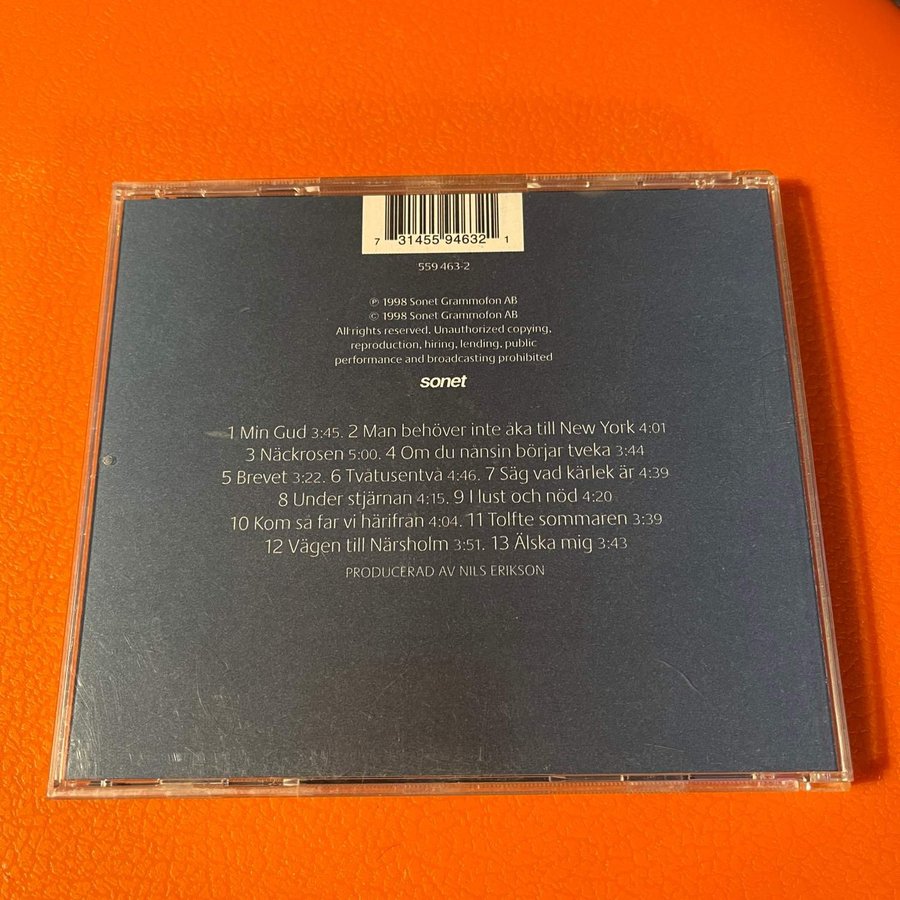 7 31455 94632 1
559 463-2
℗ 1998 Sonet Grammofon AB
© 1998 Sonet Grammofon AB
All rights reserved. Unauthorized copying,
reproduction, hiring, lending, public
performance and broadcasting prohibited
sonet
1 Min Gud 3:45. 2 Man behöver inte åka till New York 4:01
3 Näckrosen 5:00. 4 Om du nånsin börjar tveka 3:44
5 Brevet 3:22. 6 Tvåtusentvå 4:46. 7 Säg vad kärlek är 4:39
8 Under stjärnan 4:15. 9 I lust och nöd 4:20
10 Kom så far vi härifrån 4:04. 11 Tolfte sommaren 3:39
12 Vägen till Närsholm 3:51. 13 Älska mig 3:43
PRODUCERAD AV NILS ERIKSON